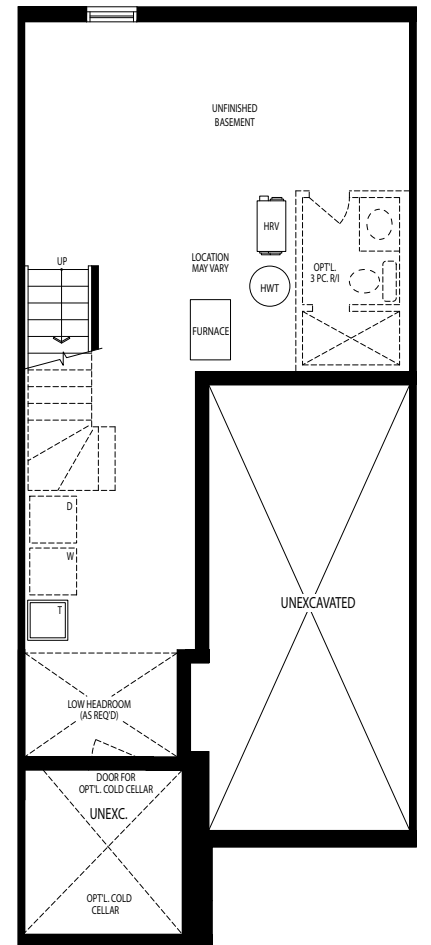 UNFINISHED
BASEMENT
HRV
UP
LOCATION
MAY VARY
OPT'L.
3 PC. R/I
HWT
FURNACE
D
W
T
UNEXCAVATED
LOW HEADROOM
(AS REQ'D)
DOOR FOR
OPT'L. COLD CELLAR
UNEXC.
OPT'L. COLD
CELLAR